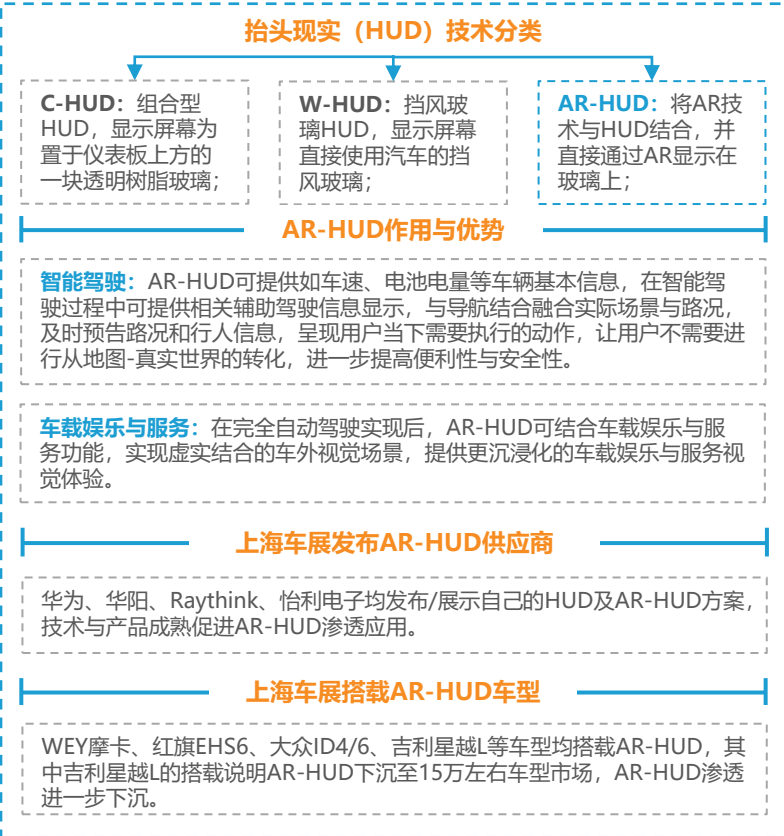 抬头现实（HUD）技术分类
C-HUD：组合型
HUD，显示屏幕为
置于仪表板上方的
一块透明树脂玻璃；
W-HUD：挡风玻
璃HUD，显示屏幕
直接使用汽车的挡
风玻璃；
AR-HUD：将AR技
术与HUD结合，并
直接通过AR显示在
玻璃上；
AR-HUD作用与优势
智能驾驶：AR-HUD可提供如车速、电池电量等车辆基本信息，在智能驾
驶过程中可提供相关辅助驾驶信息显示，与导航结合融合实际场景与路况，
及时预告路况和行人信息，呈现用户当下需要执行的动作，让用户不需要进
行从地图-真实世界的转化，进一步提高便利性与安全性。
车载娱乐与服务：在完全自动驾驶实现后，AR-HUD可结合车载娱乐与服
务功能，实现虚实结合的车外视觉场景，提供更沉浸化的车载娱乐与服务视
觉体验。
上海车展发布AR-HUD供应商
华为、华阳、Raythink、怡利电子均发布/展示自己的HUD及AR-HUD方案，
技术与产品成熟促进AR-HUD渗透应用。
上海车展搭载AR-HUD车型
WEY摩卡、红旗EHS6、大众ID4/6、吉利星越L等车型均搭载AR-HUD，其
中吉利星越L的搭载说明AR-HUD下沉至15万左右车型市场，AR-HUD渗透
进一步下沉。